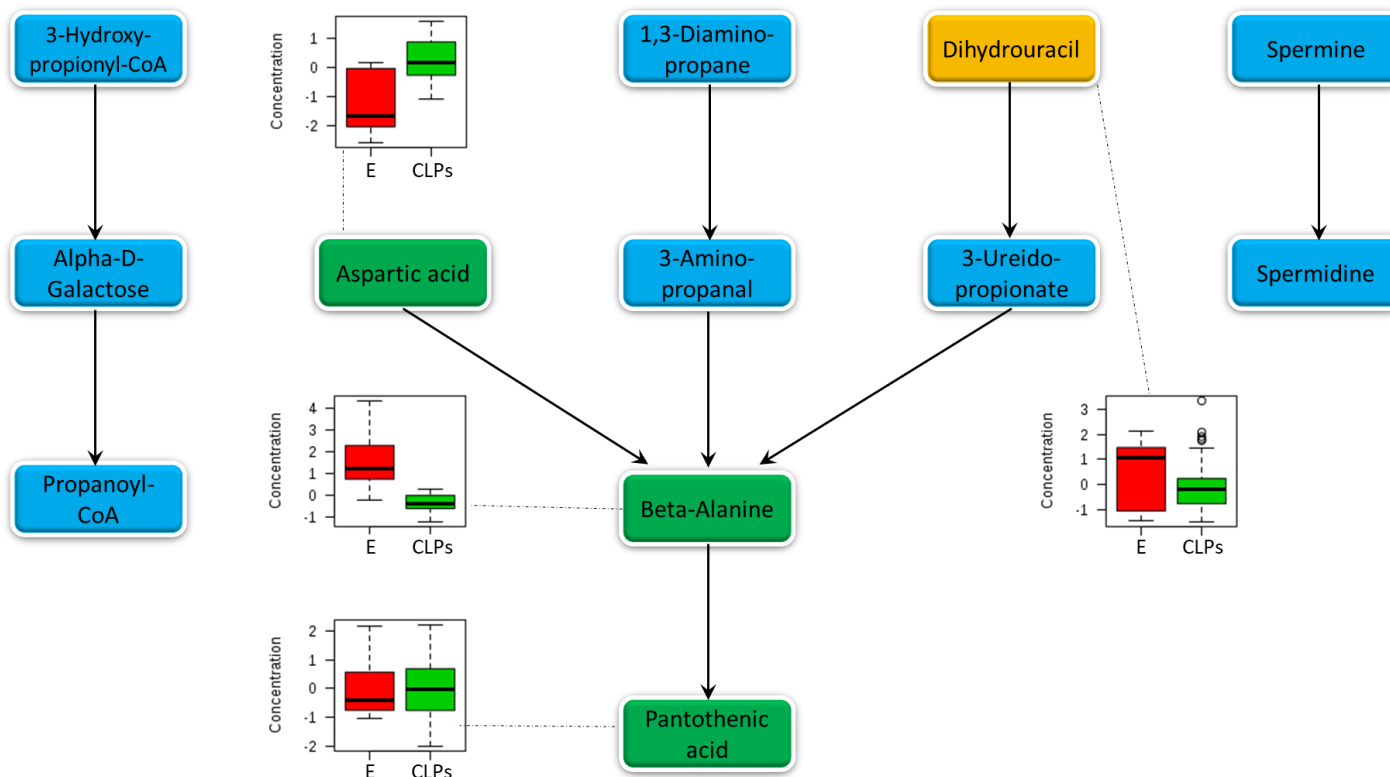 3-Hydroxy-
propionyl-CoA
Concentration
1
0
-1
-2
E CLPs
1,3-Diamino-
propane
Dihydrouracil
Spermine
Alpha-D-
Galactose
Aspartic acid
3-Amino-
propanal
3-Ureido-
propionate
Spermidine
Propanoyl-
CoA
Concentration
4
3
2
1
0
-1
E CLPs
Beta-Alanine
Concentration
3
2
1
0
-1
E CLPs
Concentration
2
1
0
-1
-2
E CLPs
Pantothenic
acid